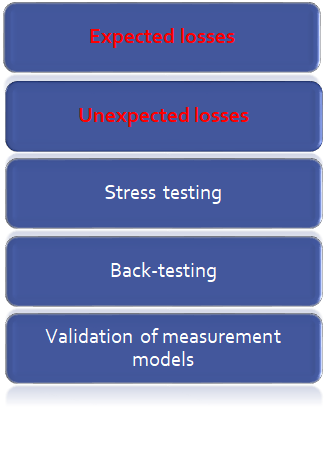 Expected losses
Unexpected losses
Stress testing
Back-testing
Validation of measurement
models